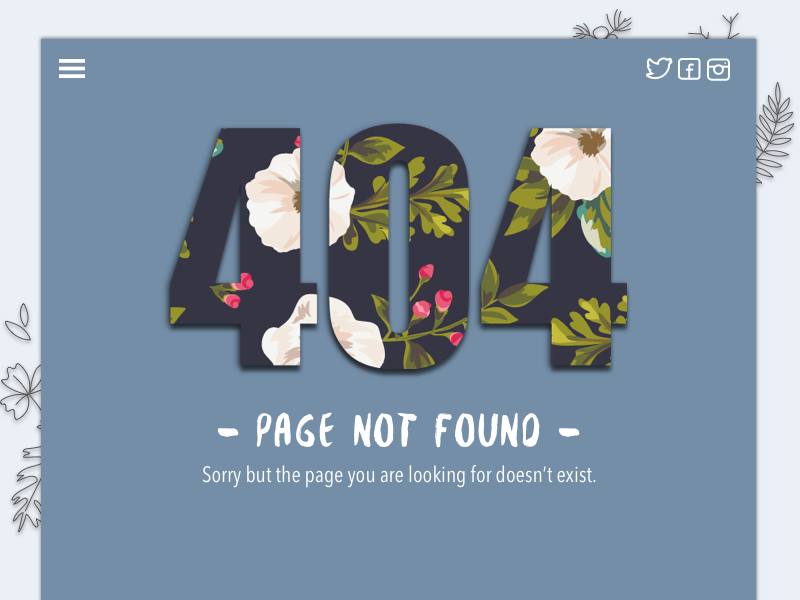 404
- PAGE NOT FOUND -
Sorry but the page you are looking for doesn't exist.